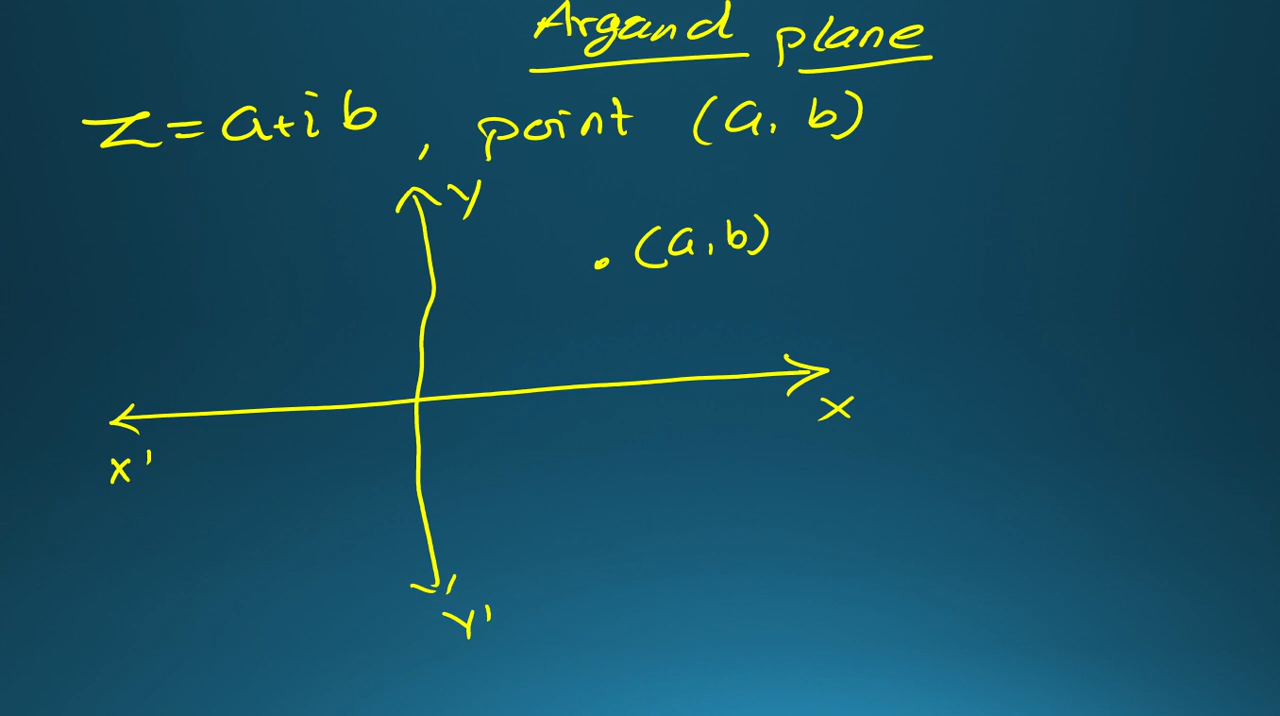 Argand plane
z = a+ib, point (a, b)
Y
. (a, b)
X
X'
Y'